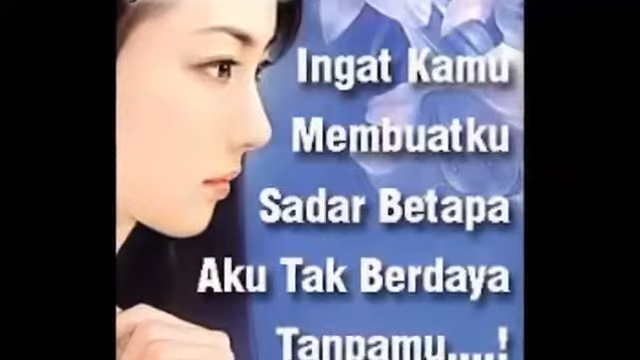 Ingat Kamu
Membuatku
Sadar Betapa
Aku Tak Berdaya
Tanpamu....!